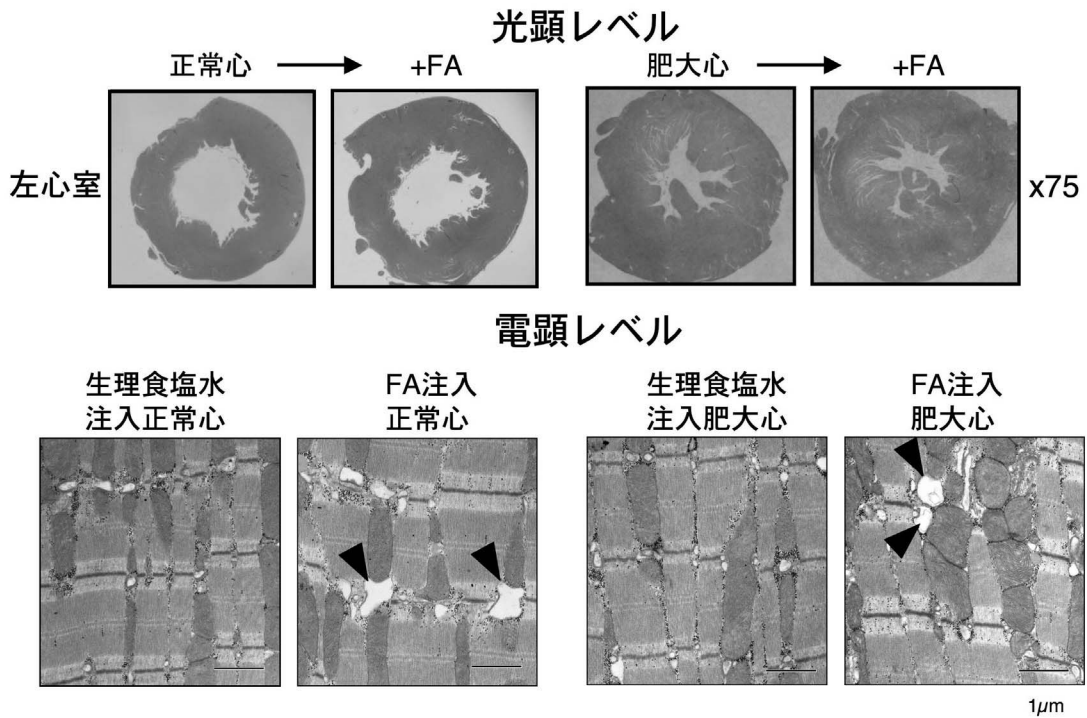 光顕レベル
正常心 → +FA
肥大心 → +FA
左心室
x75
電顕レベル
生理食塩水
注入正常心
FA注入
正常心
生理食塩水
注入肥大心
FA注入
肥大心
1μm